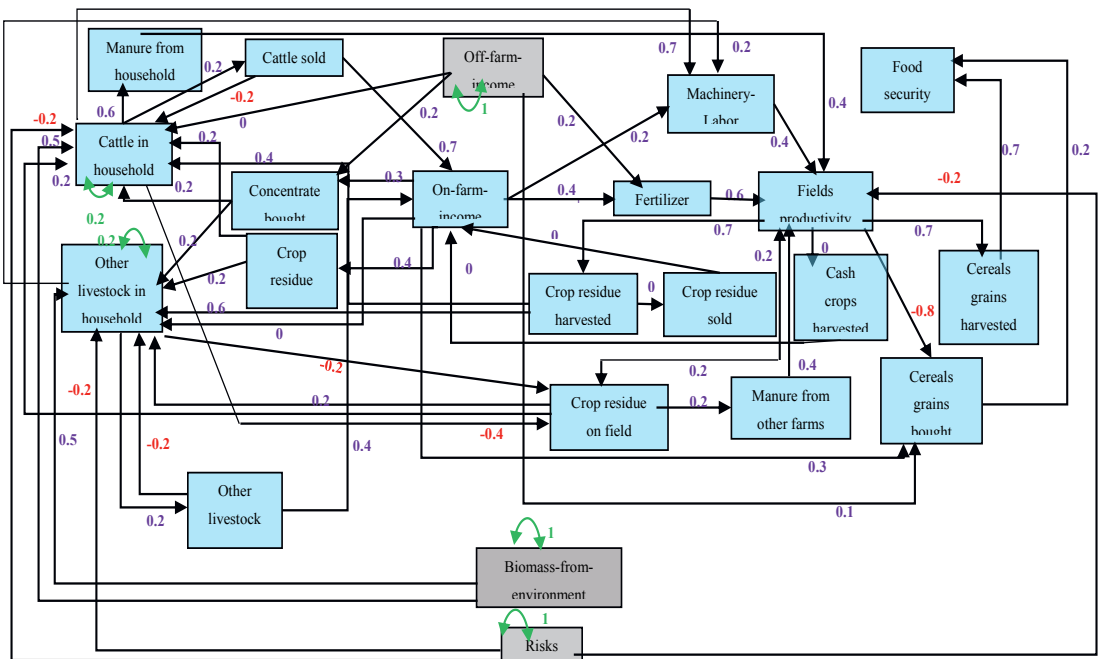 Manure from
household
0.2
Cattle sold
-0.2
0
Off-farm-
income
1
0.7
0.2
Machinery-
Labor
Food
security
0.6
0.2
0.2
0.4
-0.2
0.5
0.2
Cattle in
household
0.2
0.2
0.4
0.7
0.2
0.4
0.7
0.2
0.3
Concentrate
bought
On-farm-
income
0.4
Fertilizer
0.6
Fields
productivity
-0.2
0.2
0.2
0.2
0.7
0.7
Other
livestock in
household
0.2
Crop
residue
0.4
0
0
0.2
0
Cash
crops
harvested
Cereals
grains
harvested
0.6
0
Crop residue
harvested
0
Crop residue
sold
-0.8
-0.2
-0.2
0.2
Crop residue
on field
0.2
0.2
0.4
Manure from
other farms
Cereals
grains
bought
0.5
-0.2
-0.4
0.4
0.3
Other
livestock
0.2
0.1
1
Biomass-from-
environment
1
Risks